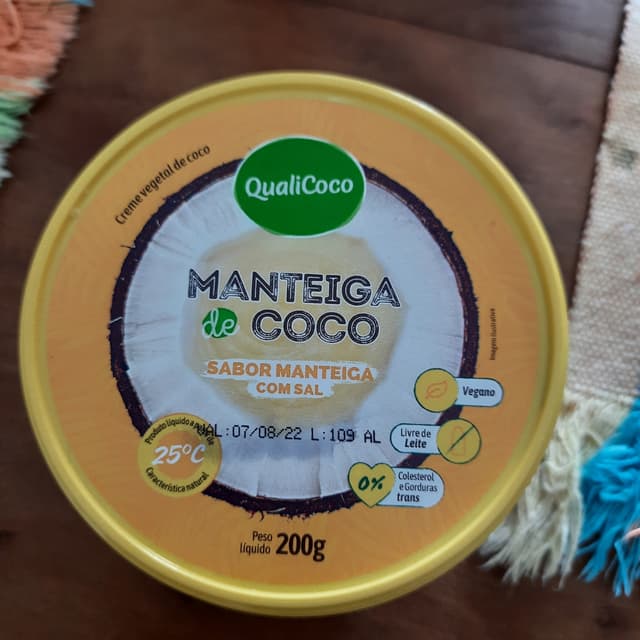 Creme vegetal de coco
QualiCoco
MANTEIGA
de COCO
SABOR MANTEIGA
COM SAL
Imagem ilustrativa
Vegano
VAL:07/08/22 L:109 AL
Livre de
Leite
Produto líquido a partir de
25°C
Característica natural
0%
Colesterol
e Gorduras
trans
Peso
líquido 200g